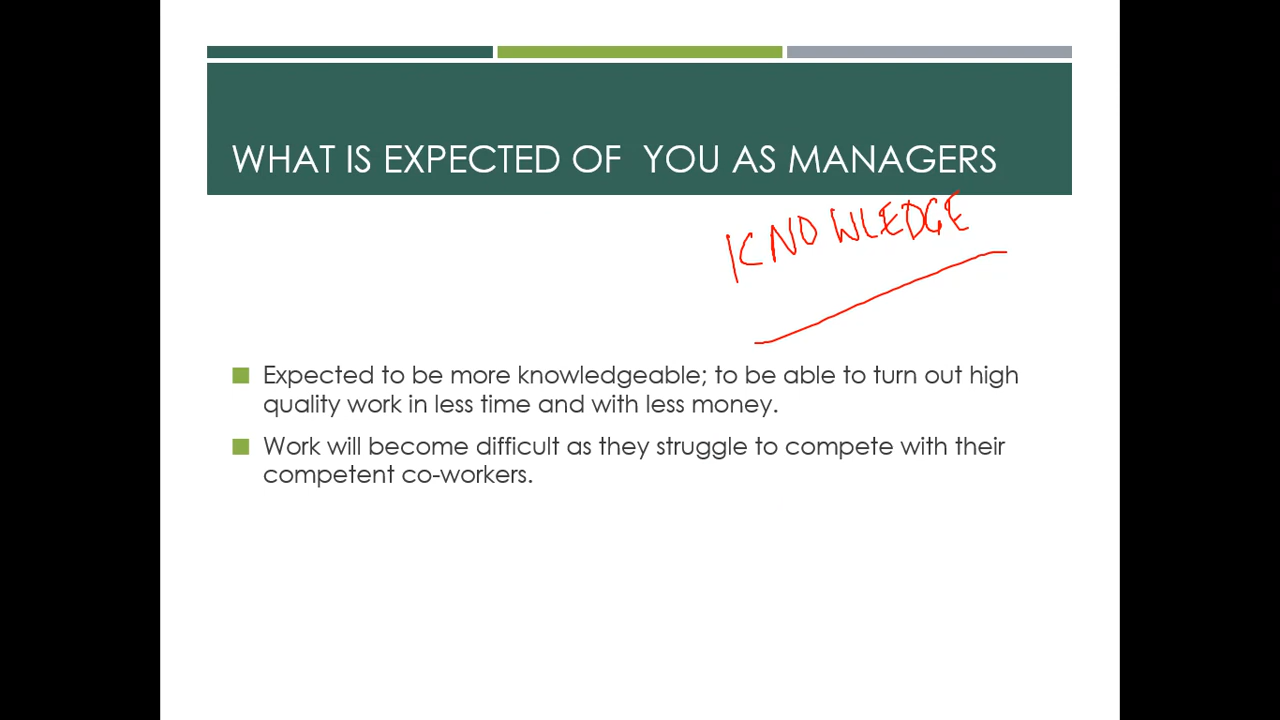 WHAT IS EXPECTED OF YOU AS MANAGERS
KNOWLEDGE
Expected to be more knowledgeable; to be able to turn out high
quality work in less time and with less money.
Work will become difficult as they struggle to compete with their
competent co-workers.